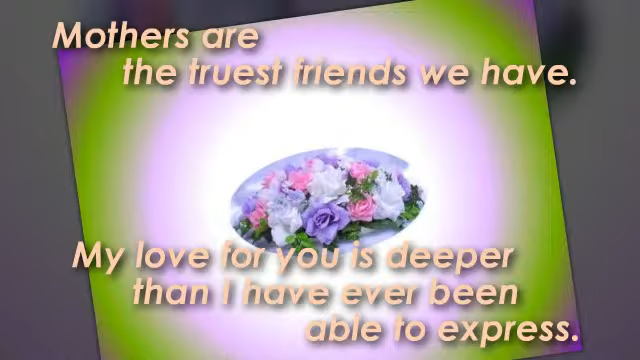 Mothers are
the truest friends we have.
My love for you is deeper
than I have ever been
able to express.